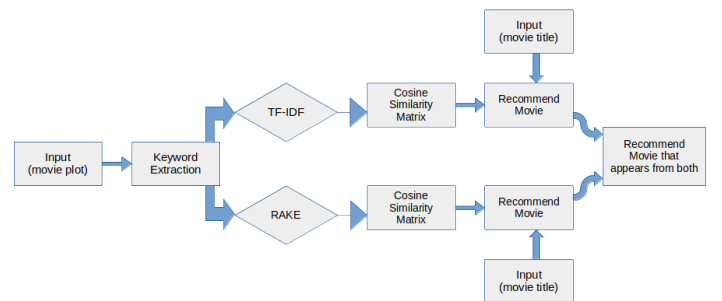 Input
(movie title)
TF-IDF
Cosine
Similarity
Matrix
Recommend
Movie
Input
(movie plot)
Keyword
Extraction
Recommend
Movie that
appears from both
RAKE
Cosine
Similarity
Matrix
Recommend
Movie
Input
(movie title)